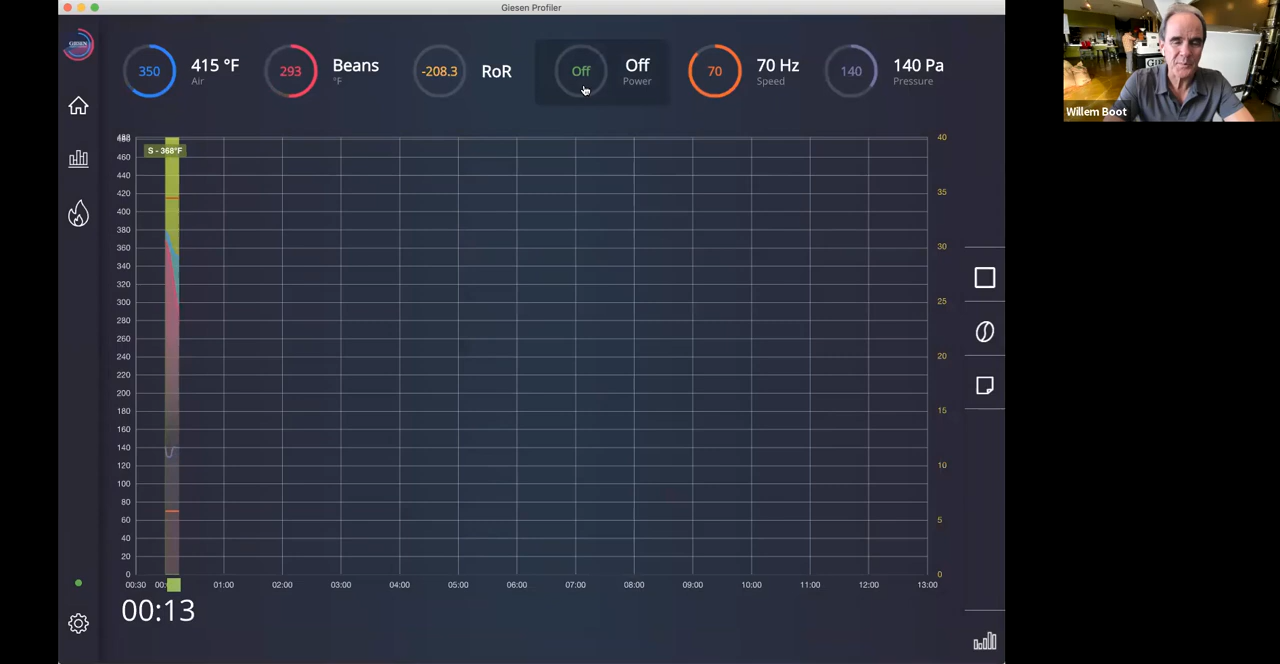 Giesen Profiler
GIESEN
350 415 °F Air
293 Beans °F
-208.3 RoR
Off Off Power
70 70 Hz Speed
140 140 Pa Pressure
Willem Boot
S - 368°F
480 40
460
440
420 35
400
380
360 30
340
320
300 25
280
260
240 20
220
200
180 15
160
140
120 10
100
80
60 5
40
20
0 0
00:30 01:00 02:00 03:00 04:00 05:00 06:00 07:00 08:00 09:00 10:00 11:00 12:00 13:00
00:13